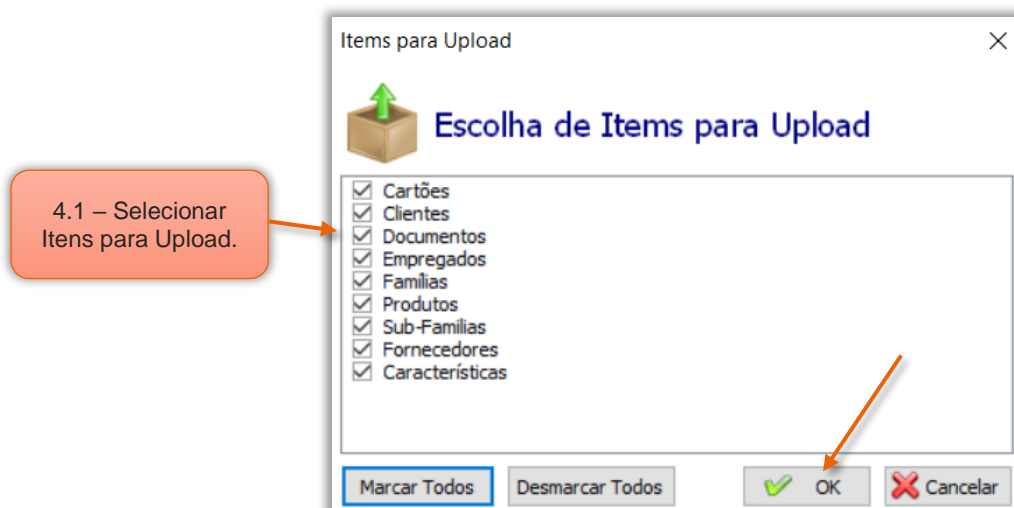 Items para Upload
Escolha de Items para Upload
4.1 – Selecionar
Itens para Upload.
Cartões
Clientes
Documentos
Empregados
Famílias
Produtos
Sub-Familias
Fornecedores
Características
Marcar Todos
Desmarcar Todos
OK
Cancelar